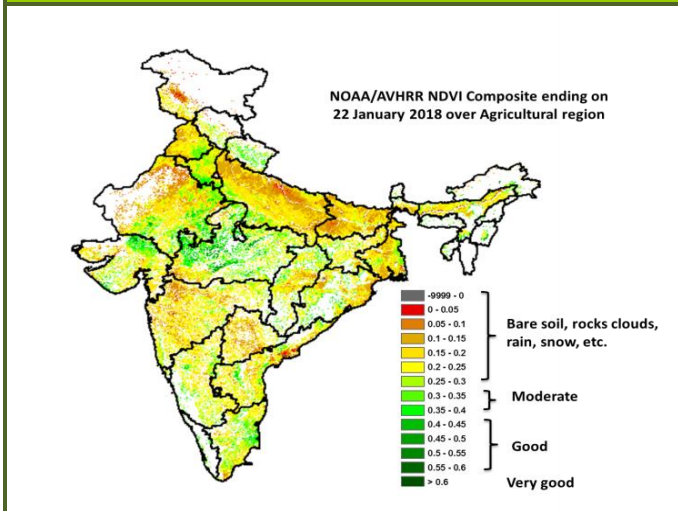 NOAA/AVHRR NDVI Composite ending on
22 January 2018 over Agricultural region
-9999 - 0
0 - 0.05
0.05 - 0.1
0.1 - 0.15
0.15 - 0.2
0.2 - 0.25
0.25 - 0.3
0.3 - 0.35
0.35 - 0.4
0.4 - 0.45
0.45 - 0.5
0.5 - 0.55
0.55 - 0.6
> 0.6
Bare soil, rocks clouds,
rain, snow, etc.
Moderate
Good
Very good